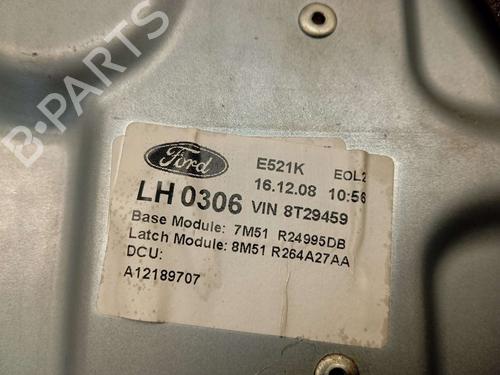 B-PARTS
Ford
E521K EOL2
16.12.08 10:56
LH 0306 VIN 8T29459
Base Module: 7M51 R24995DB
Latch Module: 8M51 R264A27AA
DCU:
A12189707